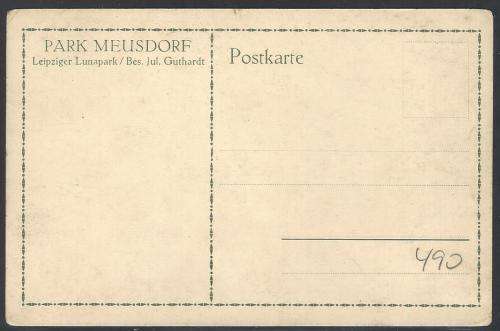 PARK MEUSDORF
Leipziger Lunapark / Bes. Jul. Guthardt
Postkarte
490